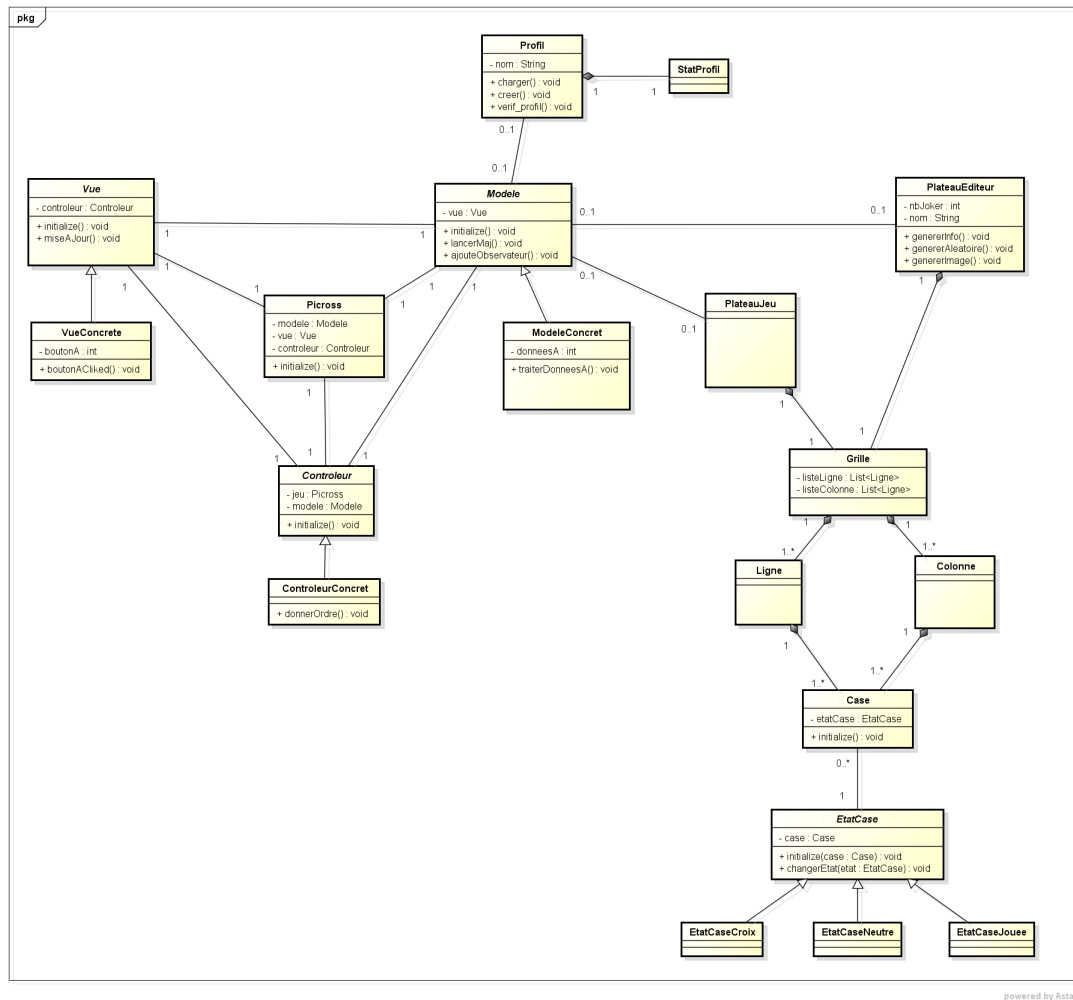 pkg
Profil
- nom : String
+ charger() : void
+ creer() : void
+ verif_profil() : void
StatProfil
1
1
0..1
0..1
Vue
- controleur : Controleur
+ initialize() : void
+ miseAJour() : void
Modele
- vue : Vue
+ initialize() : void
+ lancerMaj() : void
+ ajouteObservateur() : void
PlateauEditeur
- nbJoker : int
- nom : String
+ genererInfo() : void
+ genererAleatoire() : void
+ genererImage() : void
0..1
0..1
1
1
1
1
1
1
1
0..1
0..1
1
1
VueConcrete
- boutonA : int
+ boutonACliked() : void
Picross
- modele : Modele
- vue : Vue
- controleur : Controleur
+ initialize() : void
ModeleConcret
- donneesA : int
+ traiterDonneesA() : void
PlateauJeu
1
1
1
1
1
1
Controleur
- jeu : Picross
- modele : Modele
+ initialize() : void
Grille
- listeLigne : List<Ligne>
- listeColonne : List<Ligne>
1
1
1..*
1..*
ControleurConcret
+ donnerOrdre() : void
Ligne
Colonne
1
1
1..*
1..*
Case
- etatCase : EtatCase
+ initialize() : void
0..*
1
EtatCase
- case : Case
+ initialize(case : Case) : void
+ changerEtat(etat : EtatCase) : void
EtatCaseCroix
EtatCaseNeutre
EtatCaseJouee
powered by Asta